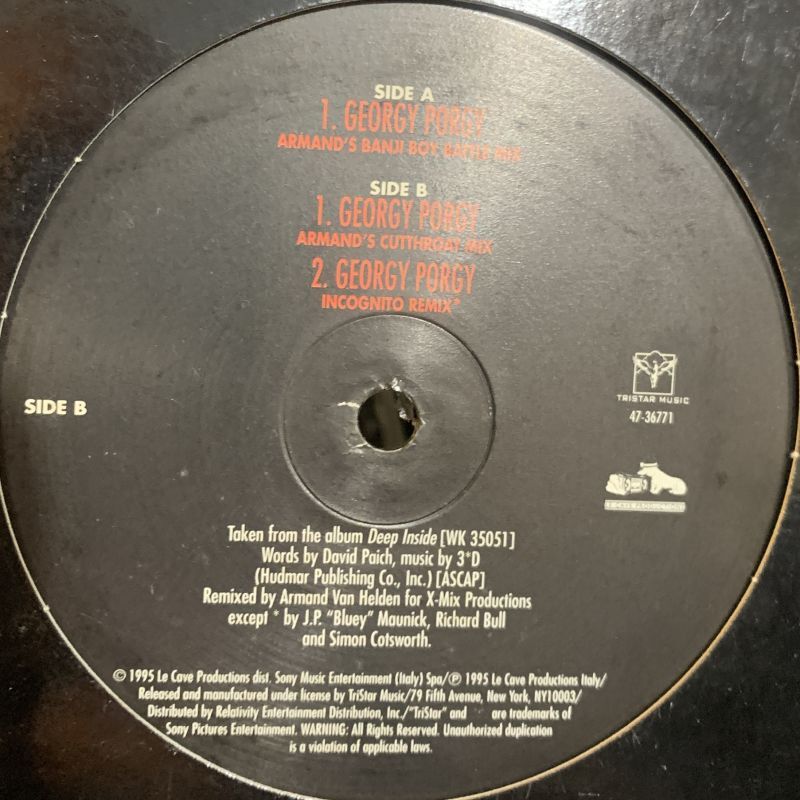 SIDE A
1. GEORGY PORGY
ARMAND'S BANJI BOY BATTLE MIX
SIDE B
1. GEORGY PORGY
ARMAND'S CUTTHROAT MIX
2. GEORGY PORGY
INCOGNITO REMIX*
SIDE B
TRISTAR MUSIC
47-36771
LE CAVE PRODUCTIONS
Taken from the album Deep Inside [WK 35051]
Words by David Paich, music by 3*D
(Hudmar Publishing Co., Inc.) [ASCAP]
Remixed by Armand Van Helden for X-Mix Productions
except * by J.P. "Bluey" Maunick, Richard Bull
and Simon Cotsworth.
© 1995 Le Cave Productions dist. Sony Music Entertainment (Italy) Spa/℗ 1995 Le Cave Productions Italy/
Released and manufactured under license by TriStar Music/79 Fifth Avenue, New York, NY10003/
Distributed by Relativity Entertainment Distribution, Inc./"TriStar" and are trademarks of
Sony Pictures Entertainment. WARNING: All Rights Reserved. Unauthorized duplication
is a violation of applicable laws.